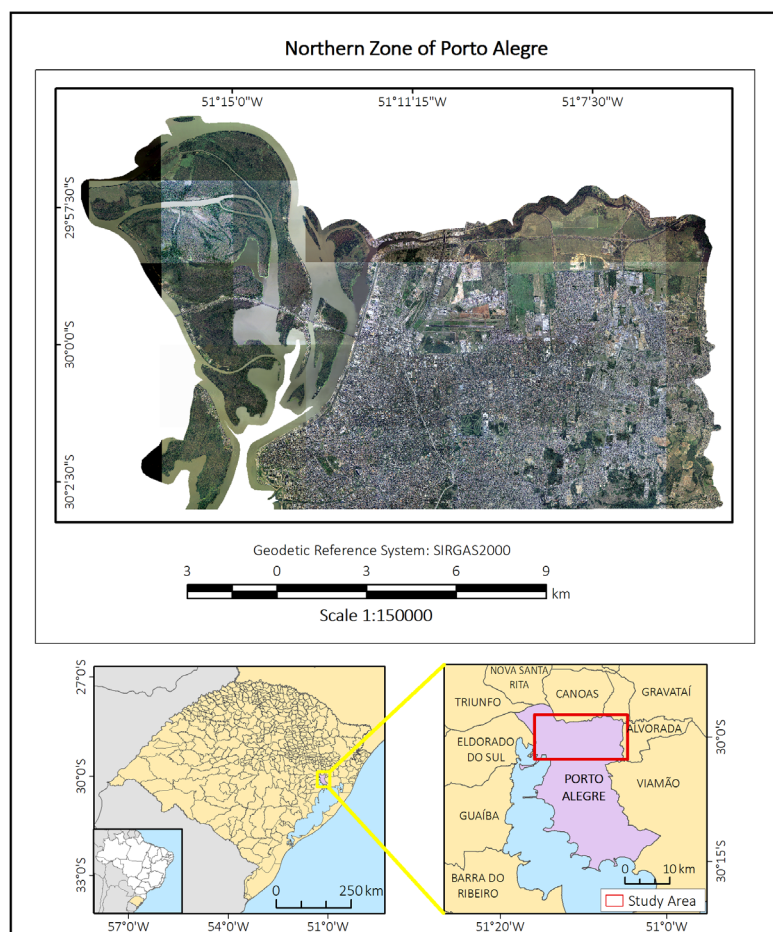 Northern Zone of Porto Alegre
51°15'0"W 51°11'15"W 51°7'30"W
29°57'30"S
30°0'0"S
30°2'30"S
Geodetic Reference System: SIRGAS2000
3 0 3 6 9
km
Scale 1:150000
27°0'S
30°0'S
33°0'S
0 250 km
57°0'W 54°0'W 51°0'W
NOVA SANTA
RITA
CANOAS
GRAVATAÍ
TRIUNFO
ALVORADA
ELDORADO
DO SUL
PORTO
ALEGRE
VIAMÃO
GUAÍBA
BARRA DO
RIBEIRO
0 10 km
Study Area
30°0'S
30°15'S
51°20'W 51°0'W